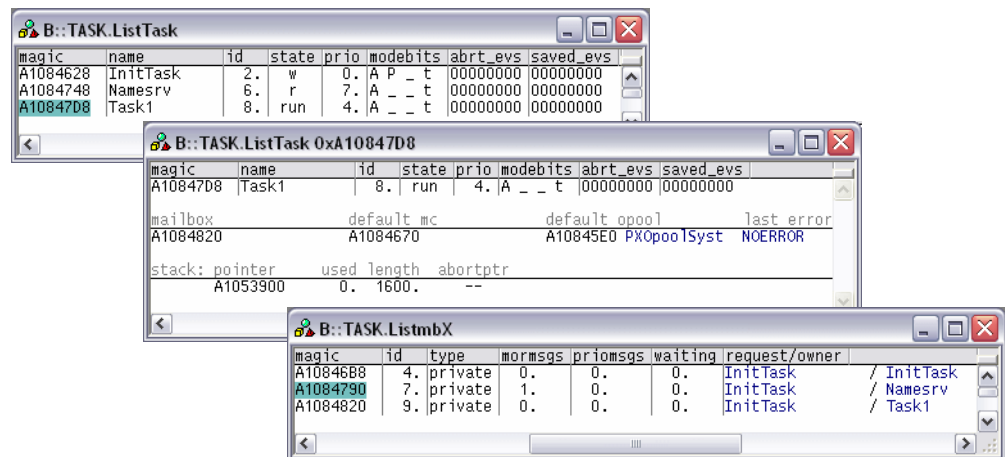 B::TASK.ListTask
magic name id state prio modebits abrt_evs saved_evs
A1084628 InitTask 2. w 0. A P _ t 00000000 00000000
A1084748 Namesrv 6. r 7. A _ _ t 00000000 00000000
A10847D8 Task1 8. run 4. A _ _ t 00000000 00000000
B::TASK.ListTask 0xA10847D8
magic name id state prio modebits abrt_evs saved_evs
A10847D8 Task1 8. run 4. A _ _ t 00000000 00000000
mailbox default mc default opool last error
A1084820 A1084670 A10845E0 PXOpoolSyst NOERROR
stack: pointer used length abortptr
A1053900 0. 1600. --
B::TASK.ListmbX
magic id type mormsgs priomsgs waiting request/owner
A10846B8 4. private 0. 0. 0. InitTask / InitTask
A1084790 7. private 1. 0. 0. InitTask / Namesrv
A1084820 9. private 0. 0. 0. InitTask / Task1